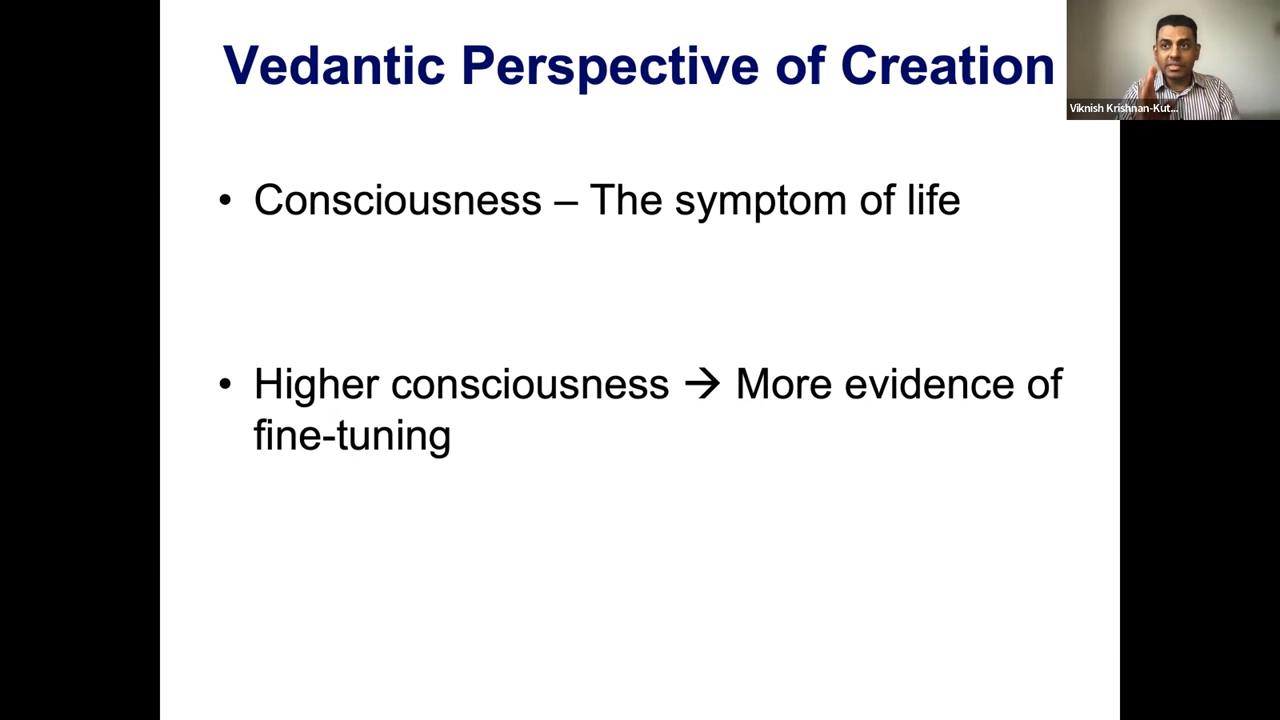 Vedantic Perspective of Creation
Viknish Krishnan-Kut...
• Consciousness – The symptom of life
• Higher consciousness → More evidence of
fine-tuning